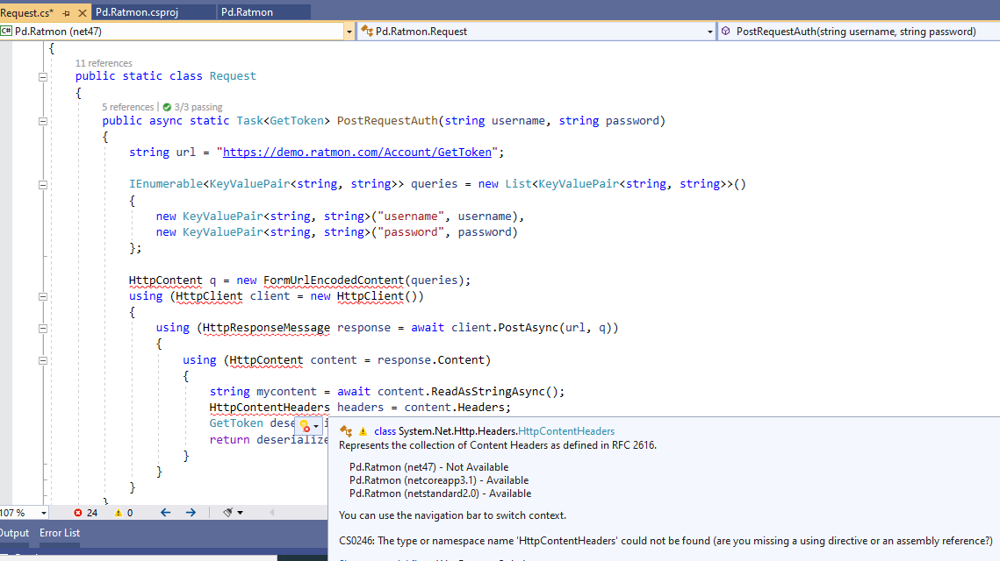 Request.cs* Pd.Ratmon.csproj Pd.Ratmon
C# Pd.Ratmon (net47) Pd.Ratmon.Request PostRequestAuth(string username, string password)
{
11 references
public static class Request
{
5 references | 3/3 passing
public async static Task<GetToken> PostRequestAuth(string username, string password)
{
string url = "https://demo.ratmon.com/Account/GetToken";
IEnumerable<KeyValuePair<string, string>> queries = new List<KeyValuePair<string, string>>()
{
new KeyValuePair<string, string>("username", username),
new KeyValuePair<string, string>("password", password)
};
HttpContent q = new FormUrlEncodedContent(queries);
using (HttpClient client = new HttpClient())
{
using (HttpResponseMessage response = await client.PostAsync(url, q))
{
using (HttpContent content = response.Content)
{
string mycontent = await content.ReadAsStringAsync();
HttpContentHeaders headers = content.Headers;
GetToken dese
return deserialize
}
}
}
}
class System.Net.Http.Headers.HttpContentHeaders
Represents the collection of Content Headers as defined in RFC 2616.
Pd.Ratmon (net47) - Not Available
Pd.Ratmon (netcoreapp3.1) - Available
Pd.Ratmon (netstandard2.0) - Available
You can use the navigation bar to switch context.
CS0246: The type or namespace name 'HttpContentHeaders' could not be found (are you missing a using directive or an assembly reference?)
107 % 24 0
Output Error List